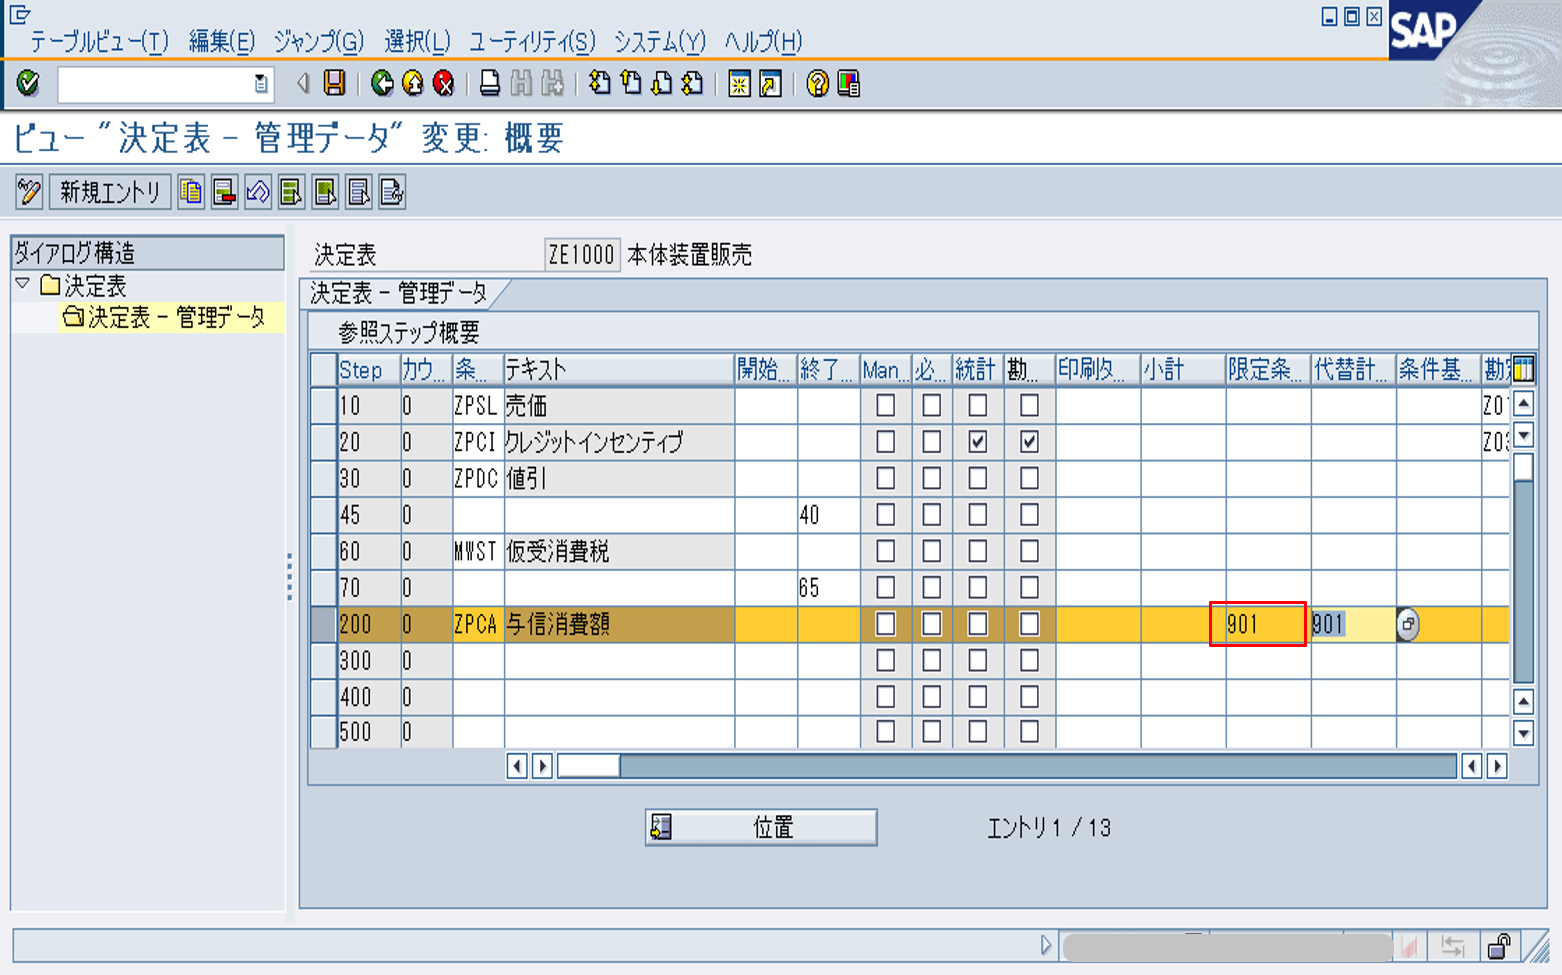 テーブルビュー(T) 編集(E) ジャンプ(G) 選択(L) ユーティリティ(S) システム(Y) ヘルプ(H)
SAP
ビュー "決定表 - 管理データ" 変更: 概要
新規エントリ
ダイアログ構造
決定表
決定表 - 管理データ
決定表 ZE1000 本体装置販売
決定表 - 管理データ
参照ステップ概要
Step カウ... 条... テキスト 開始... 終了... Man... 必... 統計 勘... 印刷タ... 小計 限定条... 代替計... 条件基... 勘定
10 0 ZPSL 売価 Z01
20 0 ZPCI クレジットインセンティブ Z03
30 0 ZPDC 値引
45 0 40
60 0 MWST 仮受消費税
70 0 65
200 0 ZPCA 与信消費額 901 901
300 0
400 0
500 0
位置 エントリ 1 / 13